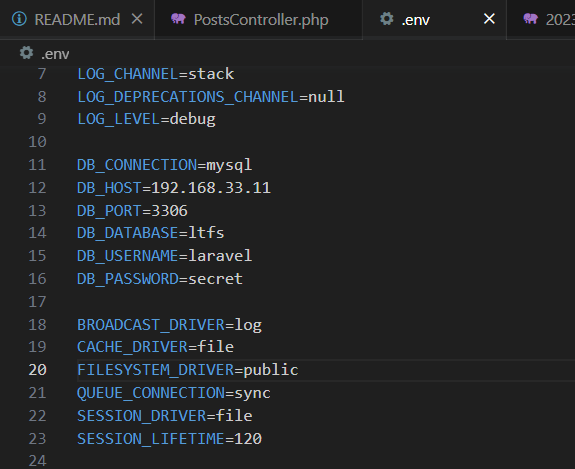 README.md
PostsController.php
.env
2023
.env
7 LOG_CHANNEL=stack
8 LOG_DEPRECATIONS_CHANNEL=null
9 LOG_LEVEL=debug
10
11 DB_CONNECTION=mysql
12 DB_HOST=192.168.33.11
13 DB_PORT=3306
14 DB_DATABASE=ltfs
15 DB_USERNAME=laravel
16 DB_PASSWORD=secret
17
18 BROADCAST_DRIVER=log
19 CACHE_DRIVER=file
20 FILESYSTEM_DRIVER=public
21 QUEUE_CONNECTION=sync
22 SESSION_DRIVER=file
23 SESSION_LIFETIME=120
24